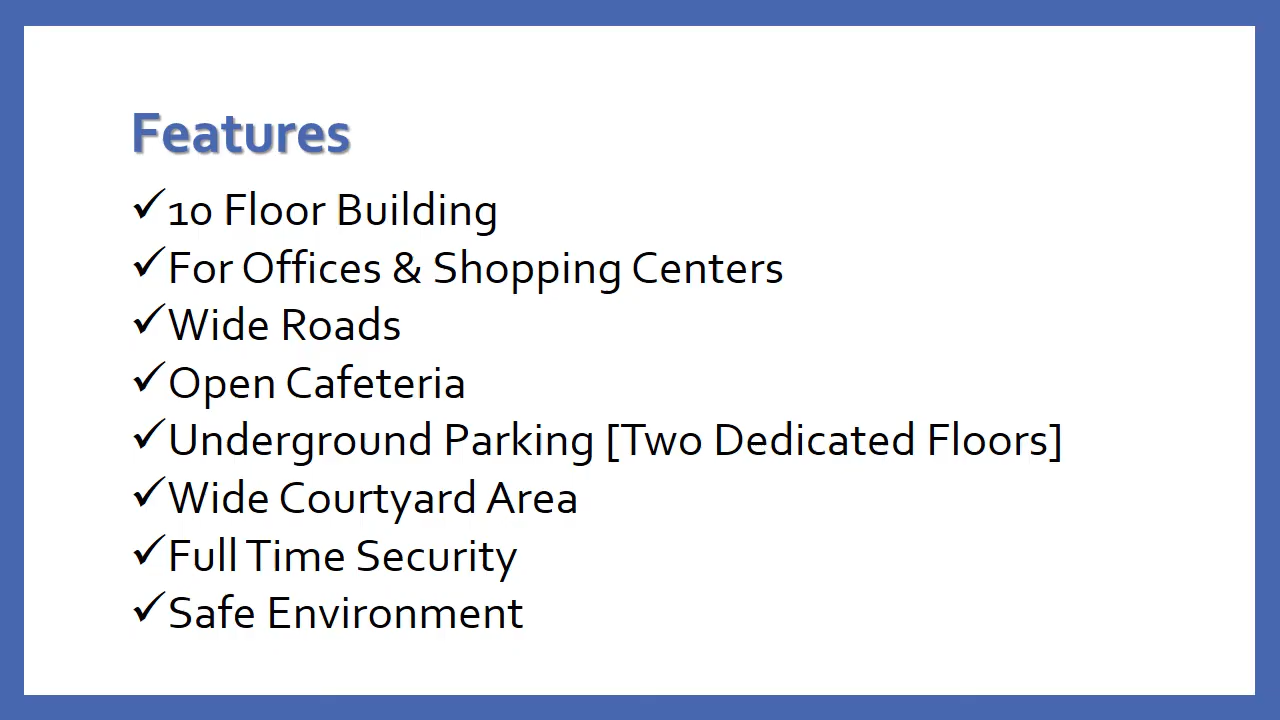 Features
✓10 Floor Building
✓For Offices & Shopping Centers
✓Wide Roads
✓Open Cafeteria
✓Underground Parking [Two Dedicated Floors]
✓Wide Courtyard Area
✓Full Time Security
✓Safe Environment